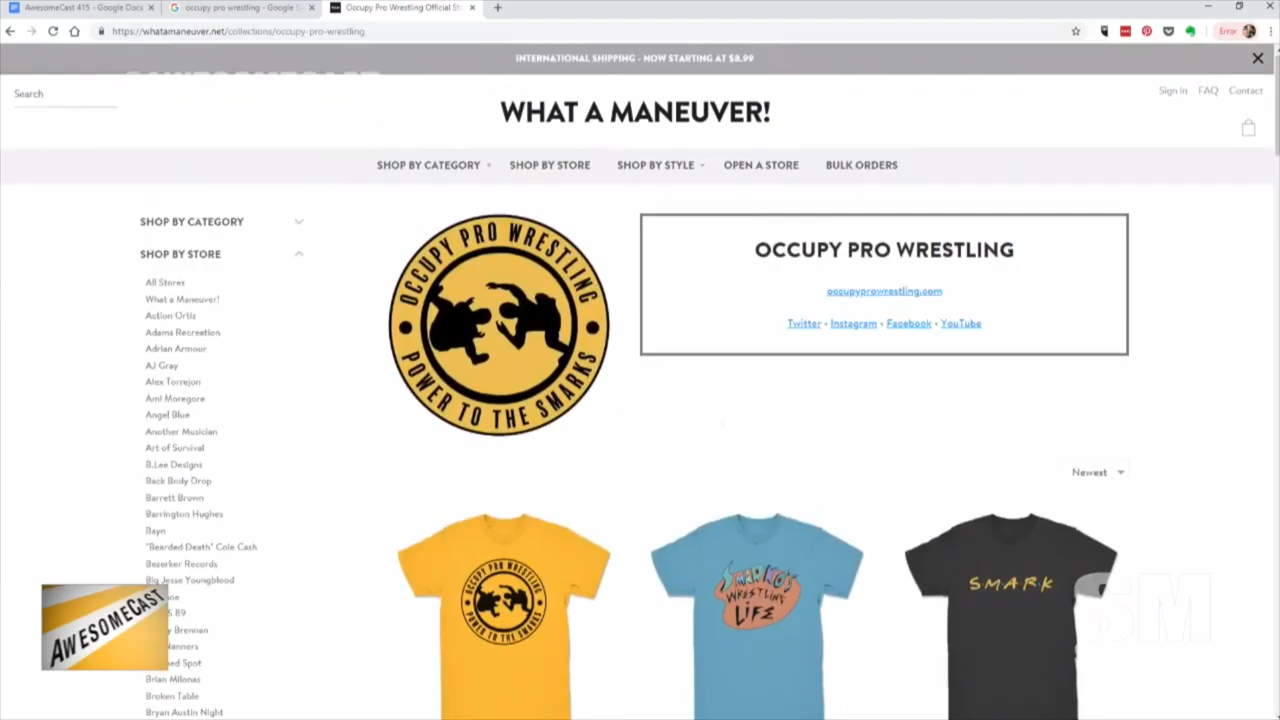 AwesomeCast 415 - Google Docs
occupy pro wrestling - Google S
Occupy Pro Wrestling Official St
https://whatamaneuver.net/collections/occupy-pro-wrestling
Error
INTERNATIONAL SHIPPING - NOW STARTING AT $8.99
Search
WHAT A MANEUVER!
Sign in FAQ Contact
SHOP BY CATEGORY SHOP BY STORE SHOP BY STYLE OPEN A STORE BULK ORDERS
SHOP BY CATEGORY
SHOP BY STORE
All Stores
What a Maneuver!
Action Ortiz
Adams Recreation
Adrian Armour
AJ Gray
Alex Torrejon
Ami Moregore
Angel Blue
Another Musician
Art of Survival
B.Lee Designs
Back Body Drop
Barrett Brown
Barrington Hughes
Bayn
"Bearded Death" Cole Cash
Bezerker Records
Big Jesse Youngblood
Brennan
Spot
Brian Milonas
Broken Table
Bryan Austin Night
OCCUPY PRO WRESTLING
POWER TO THE SMARKS
OCCUPY PRO WRESTLING
occupyprowrestling.com
Twitter • Instagram • Facebook • YouTube
Newest
OCCUPY PRO WRESTLING
POWER TO THE SMARKS
WRESTLING
LiFE
SMARK
AWESOMECAST
SM